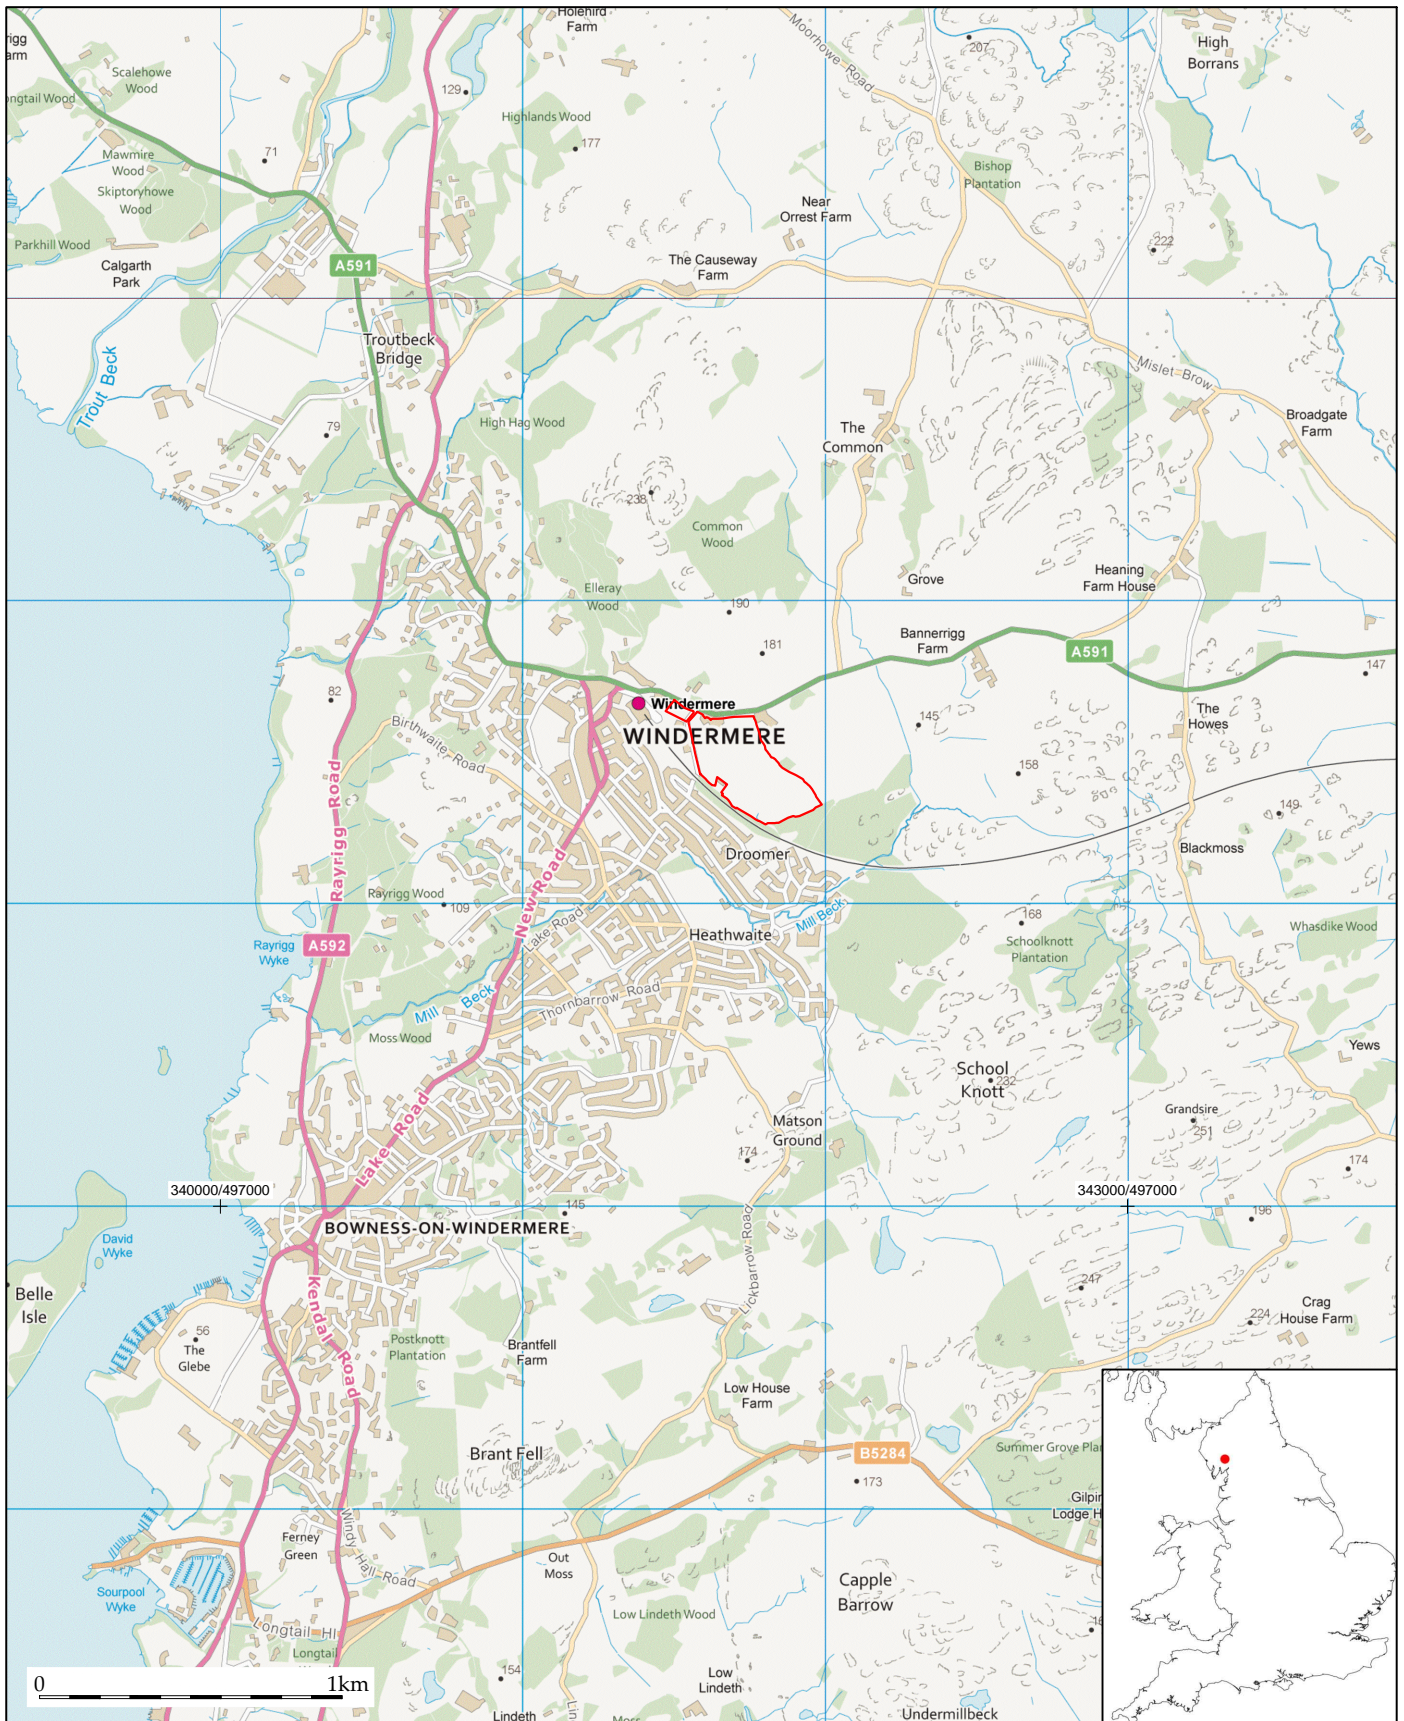 Holehird
Farm
Moorhowe Road
207
High
Borrans
Scalehowe
Wood
129
Highlands Wood
177
71
Mawmire
Wood
Skiptoryhowe
Wood
Bishop
Plantation
Near
Orrest Farm
Parkhill Wood
Calgarth
Park
A591
The Causeway
Farm
222
Troutbeck
Bridge
Trout Beck
Mislet Brow
79
High Hag Wood
The
Common
Broadgate
Farm
238
Common
Wood
Elleray
Wood
190
Grove
Heaning
Farm House
Bannerrigg
Farm
A591
181
147
82
Windermere
WINDERMERE
The
Howes
Birthwaite Road
145
158
Rayrigg Road
149
Droomer
Blackmoss
New Road
Rayrigg Wood
109
Lake Road
Mill Beck
168
Whasdike Wood
Heathwaite
Rayrigg
Wyke
A592
Schoolknott
Plantation
Mill Beck
Thornbarrow Road
Moss Wood
Yews
School
Knott
232
Lake Road
Matson
Ground
Grandsire
251
174
174
340000/497000
343000/497000
145
196
BOWNESS-ON-WINDERMERE
David
Wyke
Lickbarrow Road
Belle
Isle
247
Kendal Road
Crag
House Farm
224
56
The
Glebe
Postknott
Plantation
Brantfell
Farm
Low House
Farm
Brant Fell
B5284
Summer Grove Pla
173
Windy Hall Road
Ferney
Green
Out
Moss
Capple
Barrow
Sourpool
Wyke
Low Lindeth Wood
Longtail
0
1km
154
Low
Lindeth
Lindeth
Undermillbeck